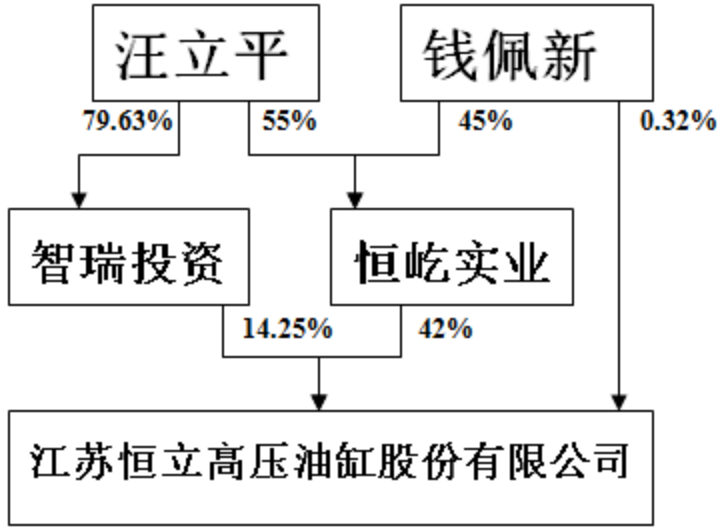 汪立平
钱佩新
79.63%
55%
45%
0.32%
智瑞投资
恒屹实业
14.25%
42%
江苏恒立高压油缸股份有限公司